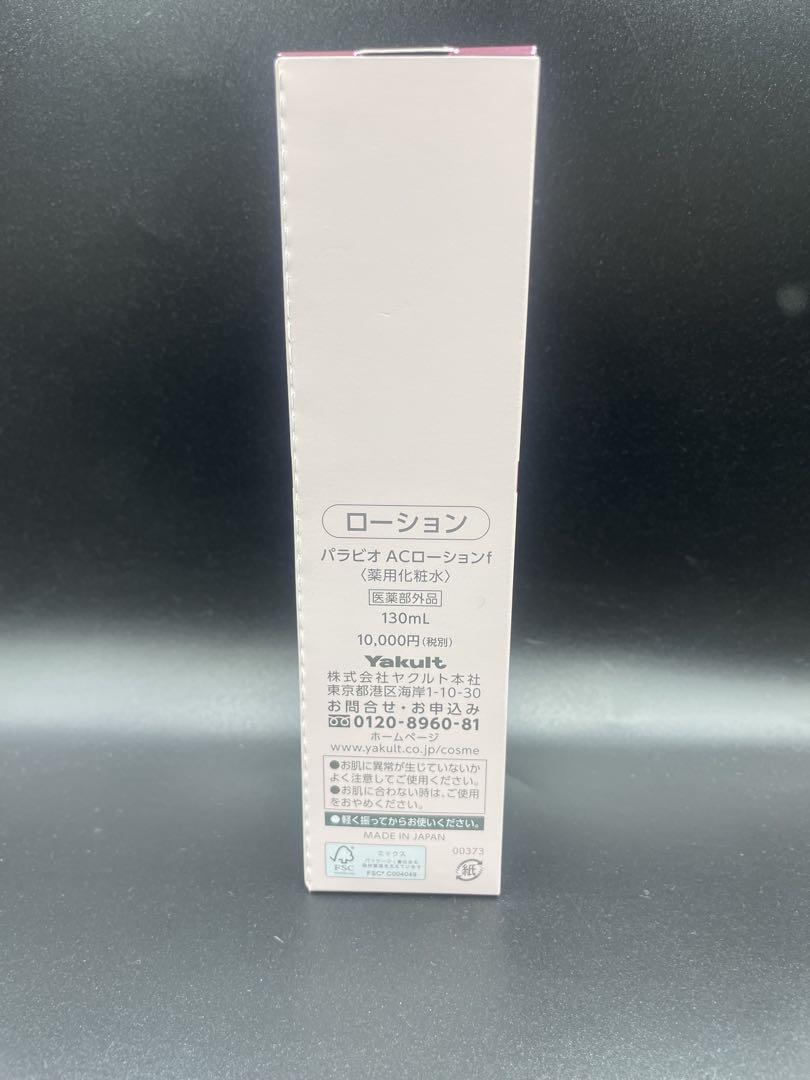 ローション
パラビオ ACローションf
〈薬用化粧水〉
医薬部外品
130mL
10,000円(税別)
Yakult
株式会社ヤクルト本社
東京都港区海岸1-10-30
お問合せ・お申込み
0120-8960-81
ホームページ
www.yakult.co.jp/cosme
●お肌に異常が生じていないか
よく注意してご使用ください。
●お肌に合わない時は、ご使用
をおやめください。
●軽く振ってからお使いください。
MADE IN JAPAN
00373
ミックス
FSC
FSC® C004049
紙